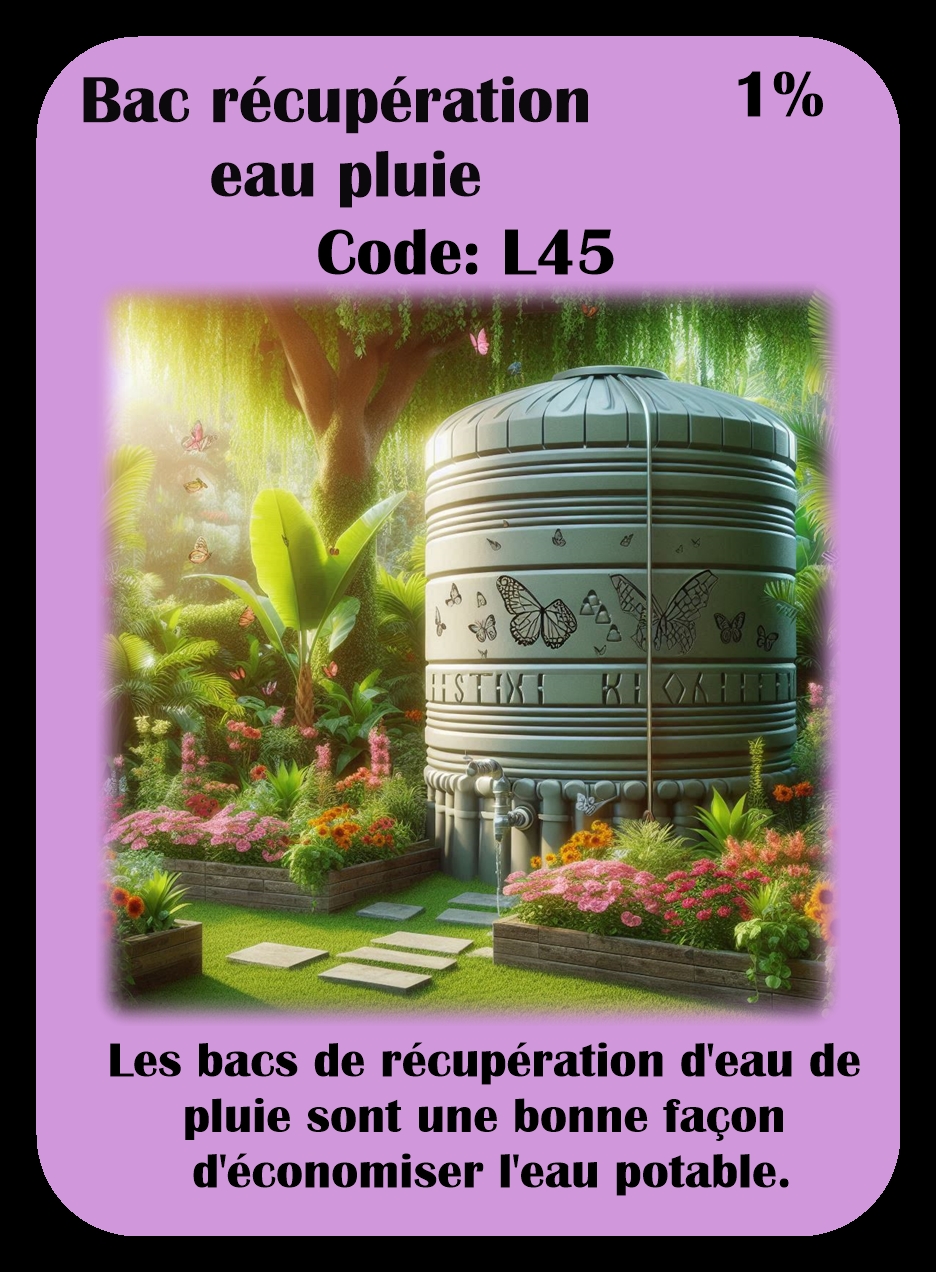 Bac récupération 1%
eau pluie
Code: L45
Les bacs de récupération d'eau de
pluie sont une bonne façon
d'économiser l'eau potable.